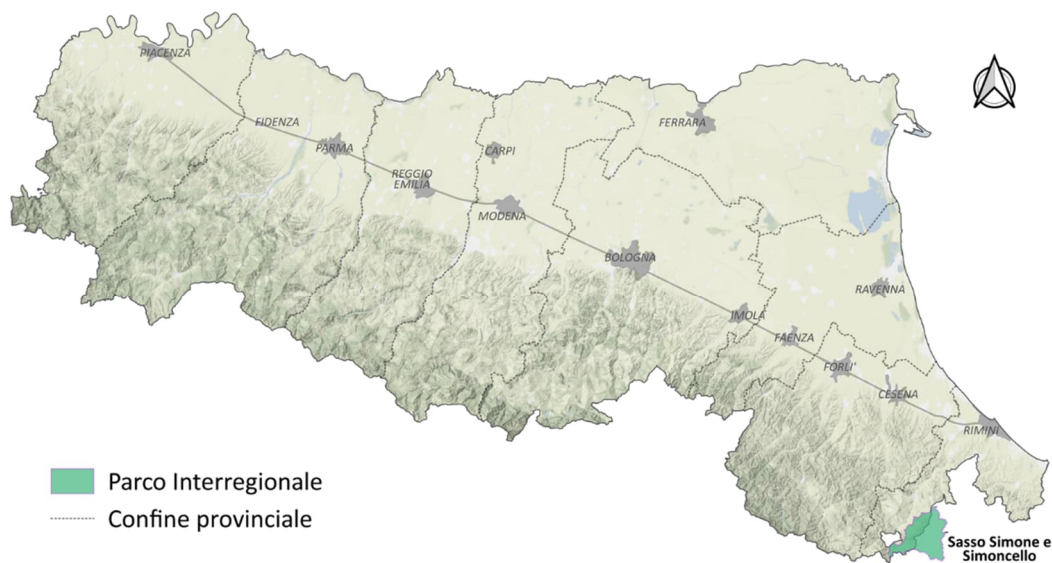 PIACENZA
FIDENZA
PARMA
REGGIO
EMILIA
CARPI
MODENA
FERRARA
BOLOGNA
RAVENNA
IMOLA
FAENZA
FORLI'
CESENA
RIMINI
Parco Interregionale
Confine provinciale
Sasso Simone e
Simoncello